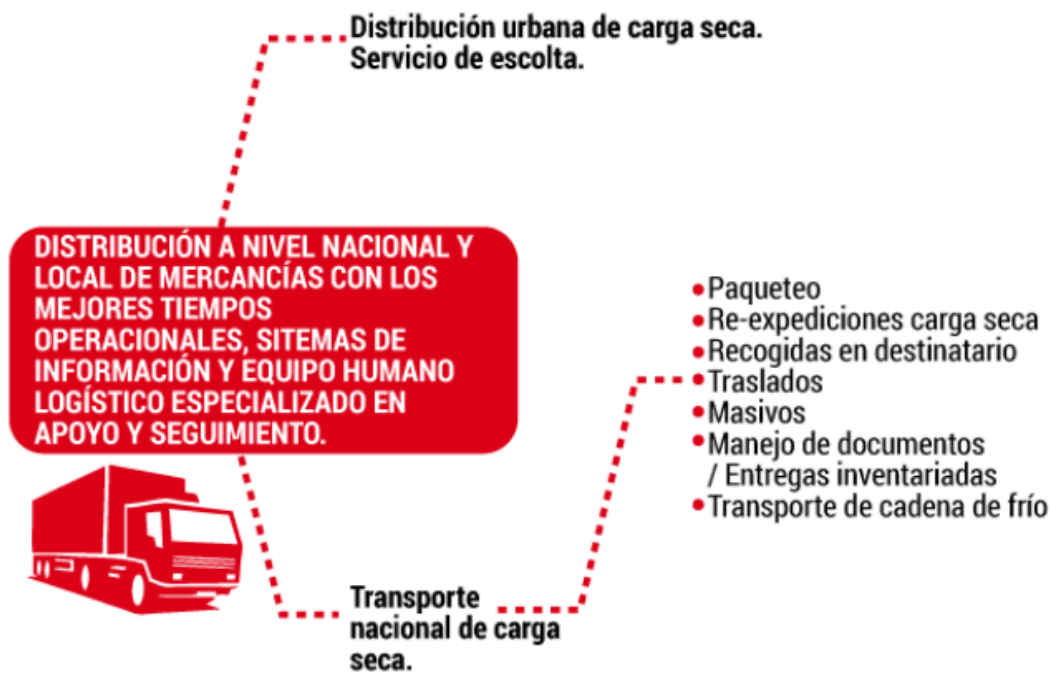 Distribución urbana de carga seca.
Servicio de escolta.
DISTRIBUCIÓN A NIVEL NACIONAL Y
LOCAL DE MERCANCÍAS CON LOS
MEJORES TIEMPOS
OPERACIONALES, SITEMAS DE
INFORMACIÓN Y EQUIPO HUMANO
LOGÍSTICO ESPECIALIZADO EN
APOYO Y SEGUIMIENTO.
Transporte
nacional de carga
seca.
•Paqueteo
•Re-expediciones carga seca
•Recogidas en destinatario
•Traslados
•Masivos
•Manejo de documentos
/ Entregas inventariadas
•Transporte de cadena de frío